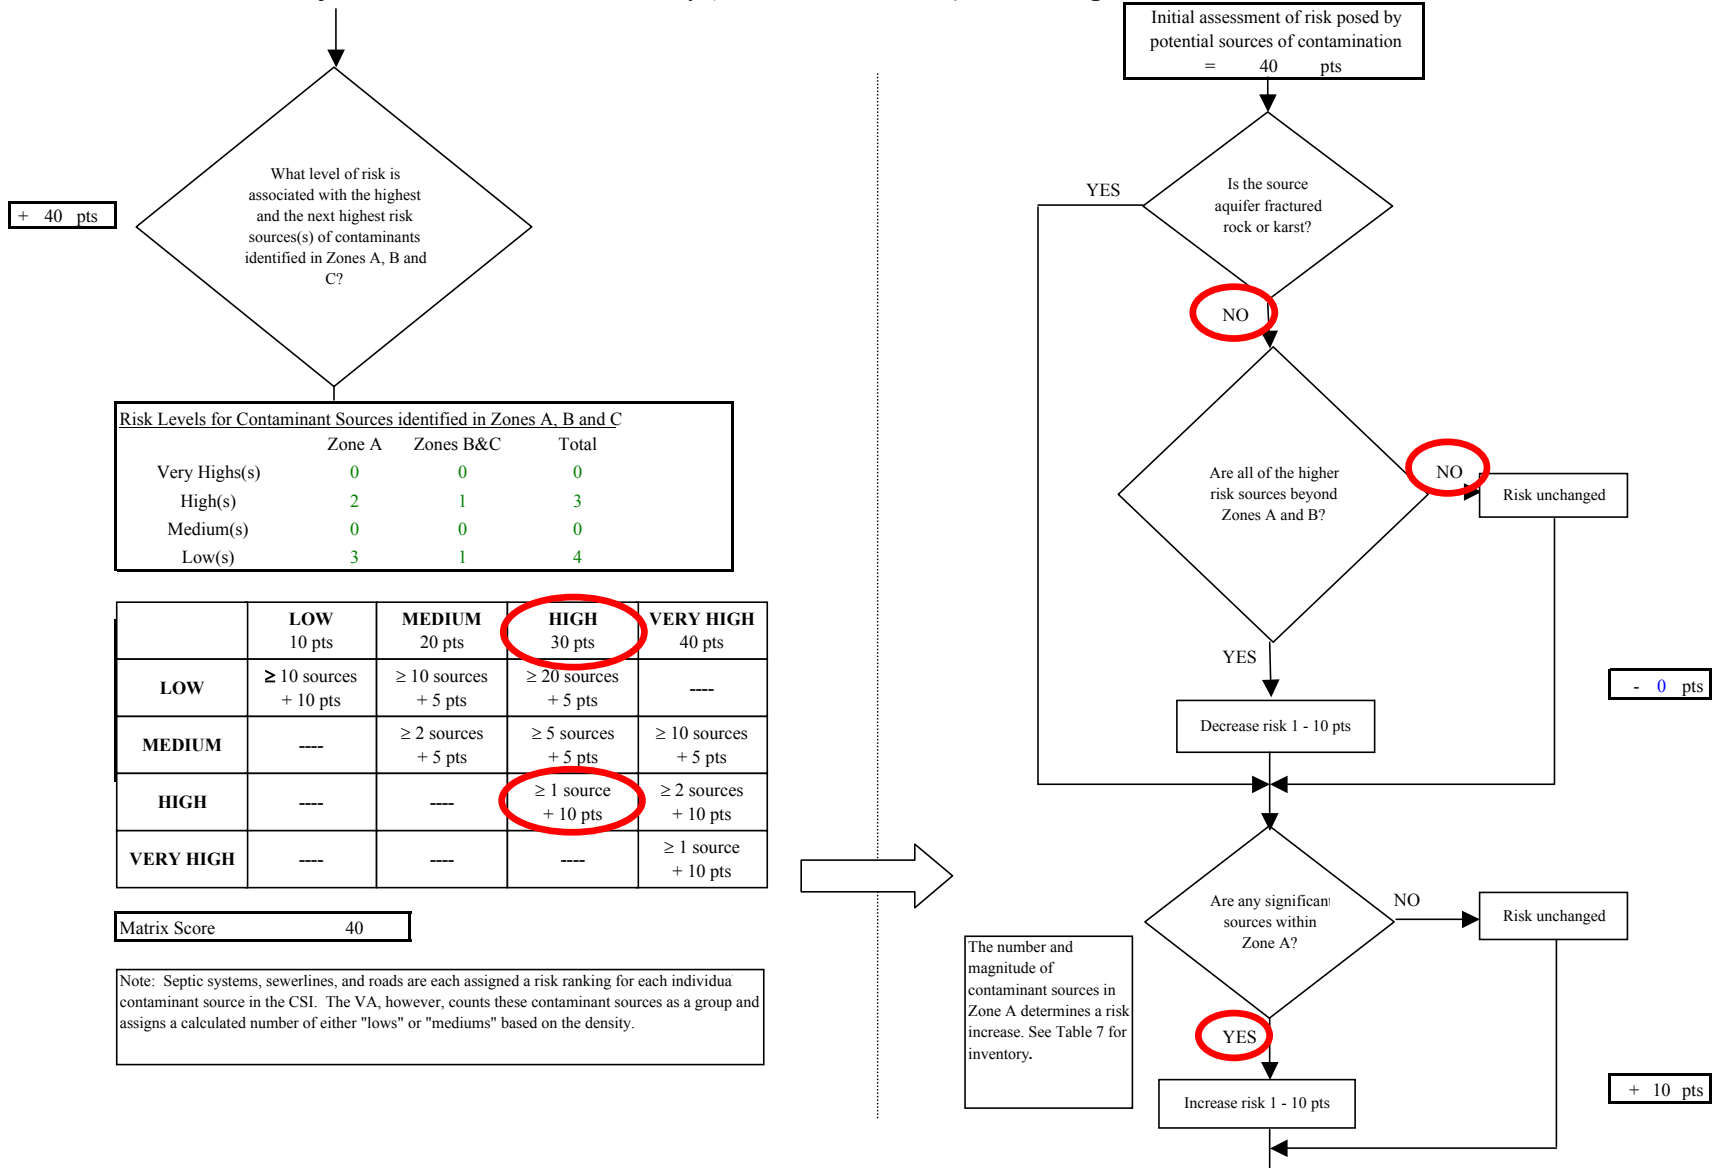 + 40 pts
What level of risk is
associated with the highest
and the next highest risk
sources(s) of contaminants
identified in Zones A, B and
C?
Risk Levels for Contaminant Sources identified in Zones A, B and C
Zone A Zones B&C Total
Very Highs(s) 0 0 0
High(s) 2 1 3
Medium(s) 0 0 0
Low(s) 3 1 4
LOW MEDIUM HIGH VERY HIGH
10 pts 20 pts 30 pts 40 pts
LOW ≥ 10 sources ≥ 10 sources ≥ 20 sources ----
+ 10 pts + 5 pts + 5 pts
MEDIUM ---- ≥ 2 sources ≥ 5 sources ≥ 10 sources
+ 5 pts + 5 pts + 5 pts
HIGH ---- ---- ≥ 1 source ≥ 2 sources
+ 10 pts + 10 pts
VERY HIGH ---- ---- ---- ≥ 1 source
+ 10 pts
Matrix Score 40
Note: Septic systems, sewerlines, and roads are each assigned a risk ranking for each individua
contaminant source in the CSI. The VA, however, counts these contaminant sources as a group and
assigns a calculated number of either "lows" or "mediums" based on the density.
Initial assessment of risk posed by
potential sources of contamination
= 40 pts
Is the source
aquifer fractured
rock or karst?
YES
NO
Are all of the higher
risk sources beyond
Zones A and B?
NO
Risk unchanged
YES
Decrease risk 1 - 10 pts
- 0 pts
Are any significant
sources within
Zone A?
NO
Risk unchanged
The number and
magnitude of
contaminant sources in
Zone A determines a risk
increase. See Table 7 for
inventory.
YES
Increase risk 1 - 10 pts
+ 10 pts